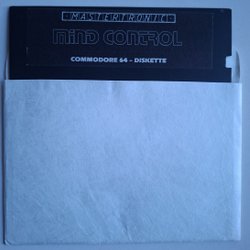 MASTERTRONIC
MIND CONTROL
COMMODORE 64 - DISKETTE